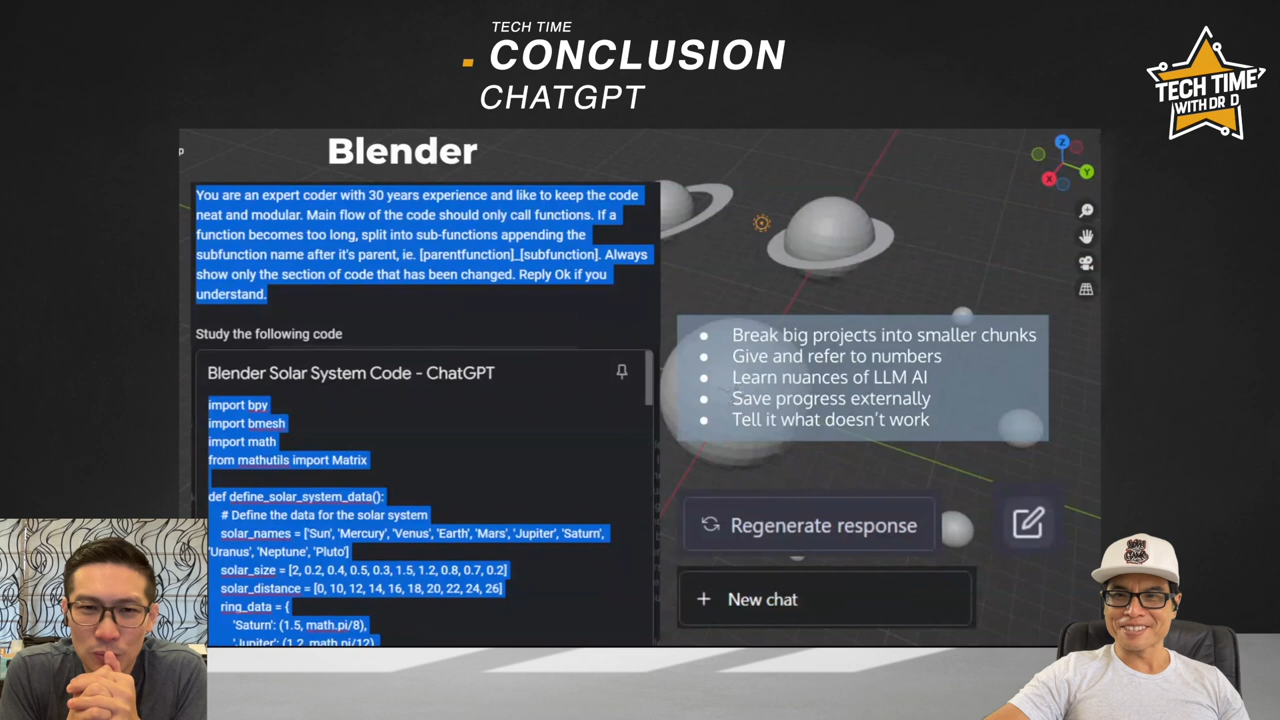 TECH TIME
CONCLUSION
CHATGPT
TECH TIME
WITH DR D
Blender
You are an expert coder with 30 years experience and like to keep the code
neat and modular. Main flow of the code should only call functions. If a
function becomes too long, split into sub-functions appending the
subfunction name after it's parent, ie. [parentfunction]_[subfunction]. Always
show only the section of code that has been changed. Reply Ok if you
understand.
Study the following code
Blender Solar System Code - ChatGPT
import bpy
import bmesh
import math
from mathutils import Matrix
def define_solar_system_data():
# Define the data for the solar system
solar_names = ['Sun', 'Mercury', 'Venus', 'Earth', 'Mars', 'Jupiter', 'Saturn',
'Uranus', 'Neptune', 'Pluto']
solar_size = [2, 0.2, 0.4, 0.5, 0.3, 1.5, 1.2, 0.8, 0.7, 0.2]
solar_distance = [0, 10, 12, 14, 16, 18, 20, 22, 24, 26]
ring_data = {
'Saturn': (1.5, math.pi/8),
'Jupiter': (1.2, math.pi/12),
Z
Y
X
• Break big projects into smaller chunks
• Give and refer to numbers
• Learn nuances of LLM AI
• Save progress externally
• Tell it what doesn't work
Regenerate response
+ New chat